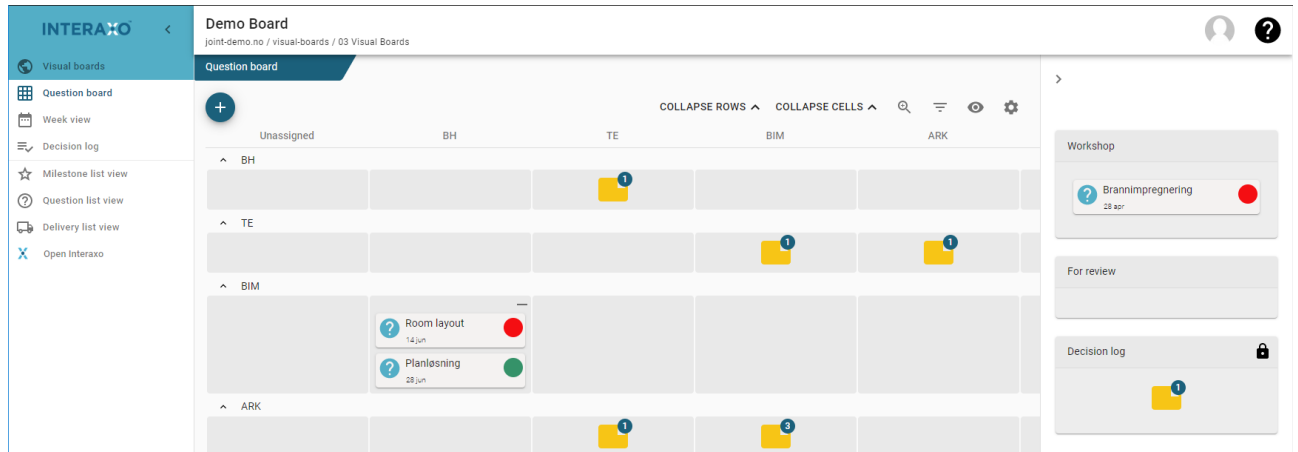 INTERAXO
Demo Board
joint-demo.no / visual-boards / 03 Visual Boards
Visual boards
Question board
Week view
Decision log
Milestone list view
Question list view
Delivery list view
Open Interaxo
Question board
COLLAPSE ROWS
COLLAPSE CELLS
Unassigned BH TE BIM ARK
BH
1
TE
1 1
BIM
Room layout
14 jun
Planløsning
28 jun
ARK
1 3
Workshop
Brannimpregnering
28 apr
For review
Decision log
1